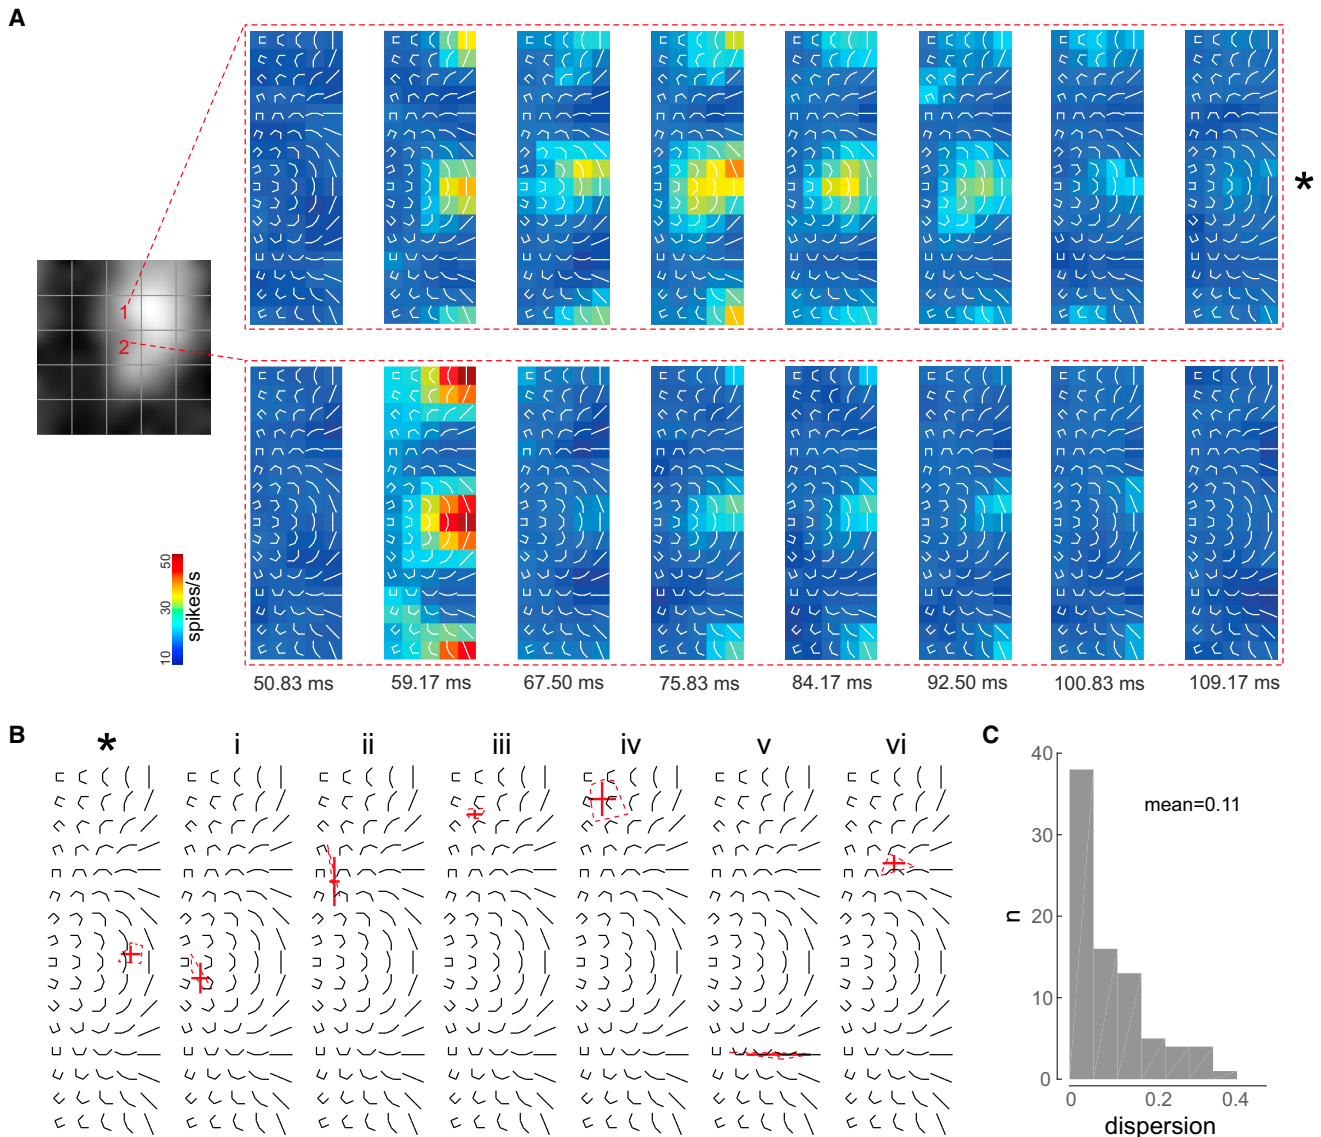 A
*
1
2
50
30
10
spikes/s
50.83 ms
59.17 ms
67.50 ms
75.83 ms
84.17 ms
92.50 ms
100.83 ms
109.17 ms
B
* i ii iii iv v vi
C
40
30
20
10
0
n
mean=0.11
0 0.2 0.4
dispersion